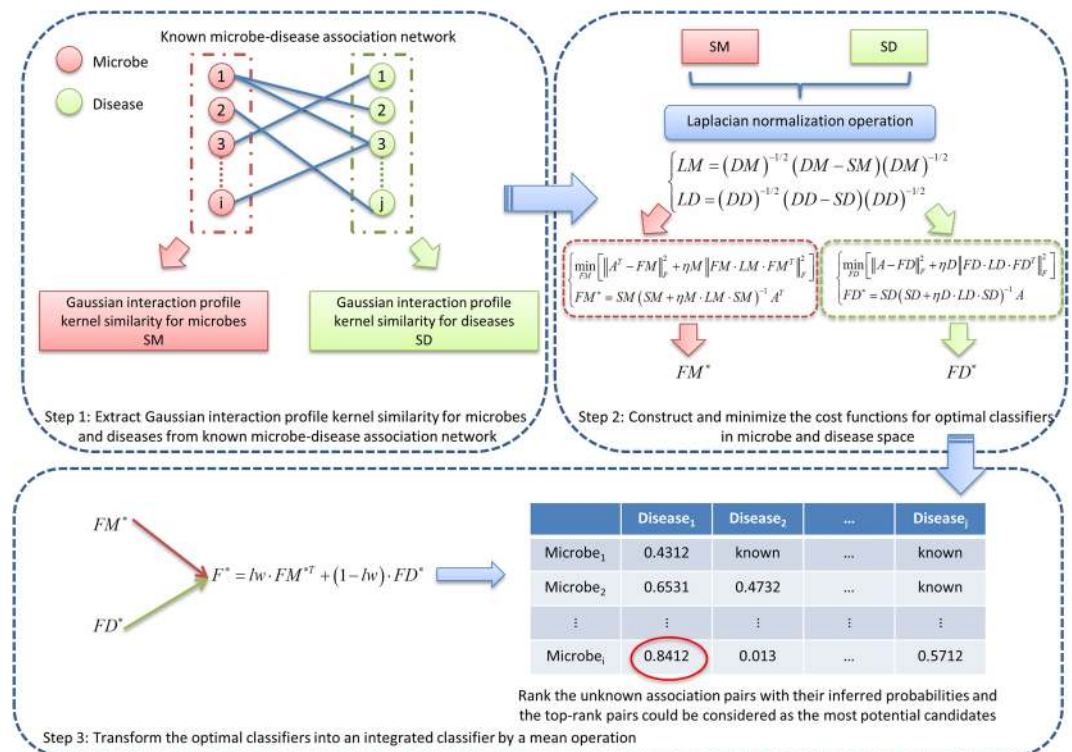 Known microbe-disease association network
Microbe
Disease
1
2
3
i
1
2
3
j
Gaussian interaction profile
kernel similarity for microbes
SM
Gaussian interaction profile
kernel similarity for diseases
SD
Step 1: Extract Gaussian interaction profile kernel similarity for microbes
and diseases from known microbe-disease association network
SM
SD
Laplacian normalization operation
LM = (DM)^{-1/2} (DM − SM)(DM)^{-1/2}
LD = (DD)^{-1/2} (DD − SD)(DD)^{-1/2}
min_{FM} [‖A^T − FM‖_F^2 + ηM ‖FM · LM · FM^T‖_F^2]
FM^* = SM (SM + ηM · LM · SM)^{-1} A^T
min_{FD} [‖A − FD‖_F^2 + ηD ‖FD · LD · FD^T‖_F^2]
FD^* = SD (SD + ηD · LD · SD)^{-1} A
FM^*
FD^*
Step 2: Construct and minimize the cost functions for optimal classifiers
in microbe and disease space
FM^*
FD^*
F^* = lw · FM^{*T} + (1 − lw) · FD^*
Disease_1 Disease_2 ... Disease_j
Microbe_1 0.4312 known ... known
Microbe_2 0.6531 0.4732 ... known
⋮ ⋮ ⋮ ⋮ ⋮
Microbe_i 0.8412 0.013 ... 0.5712
Rank the unknown association pairs with their inferred probabilities and
the top-rank pairs could be considered as the most potential candidates
Step 3: Transform the optimal classifiers into an integrated classifier by a mean operation